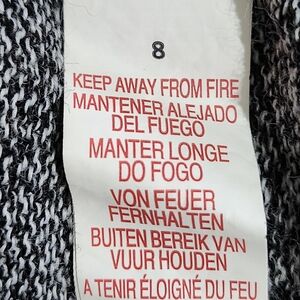 8
KEEP AWAY FROM FIRE
MANTENER ALEJADO
DEL FUEGO
MANTER LONGE
DO FOGO
VON FEUER
FERNHALTEN
BUITEN BEREIK VAN
VUUR HOUDEN
A TENIR ÉLOIGNÉ DU FEU